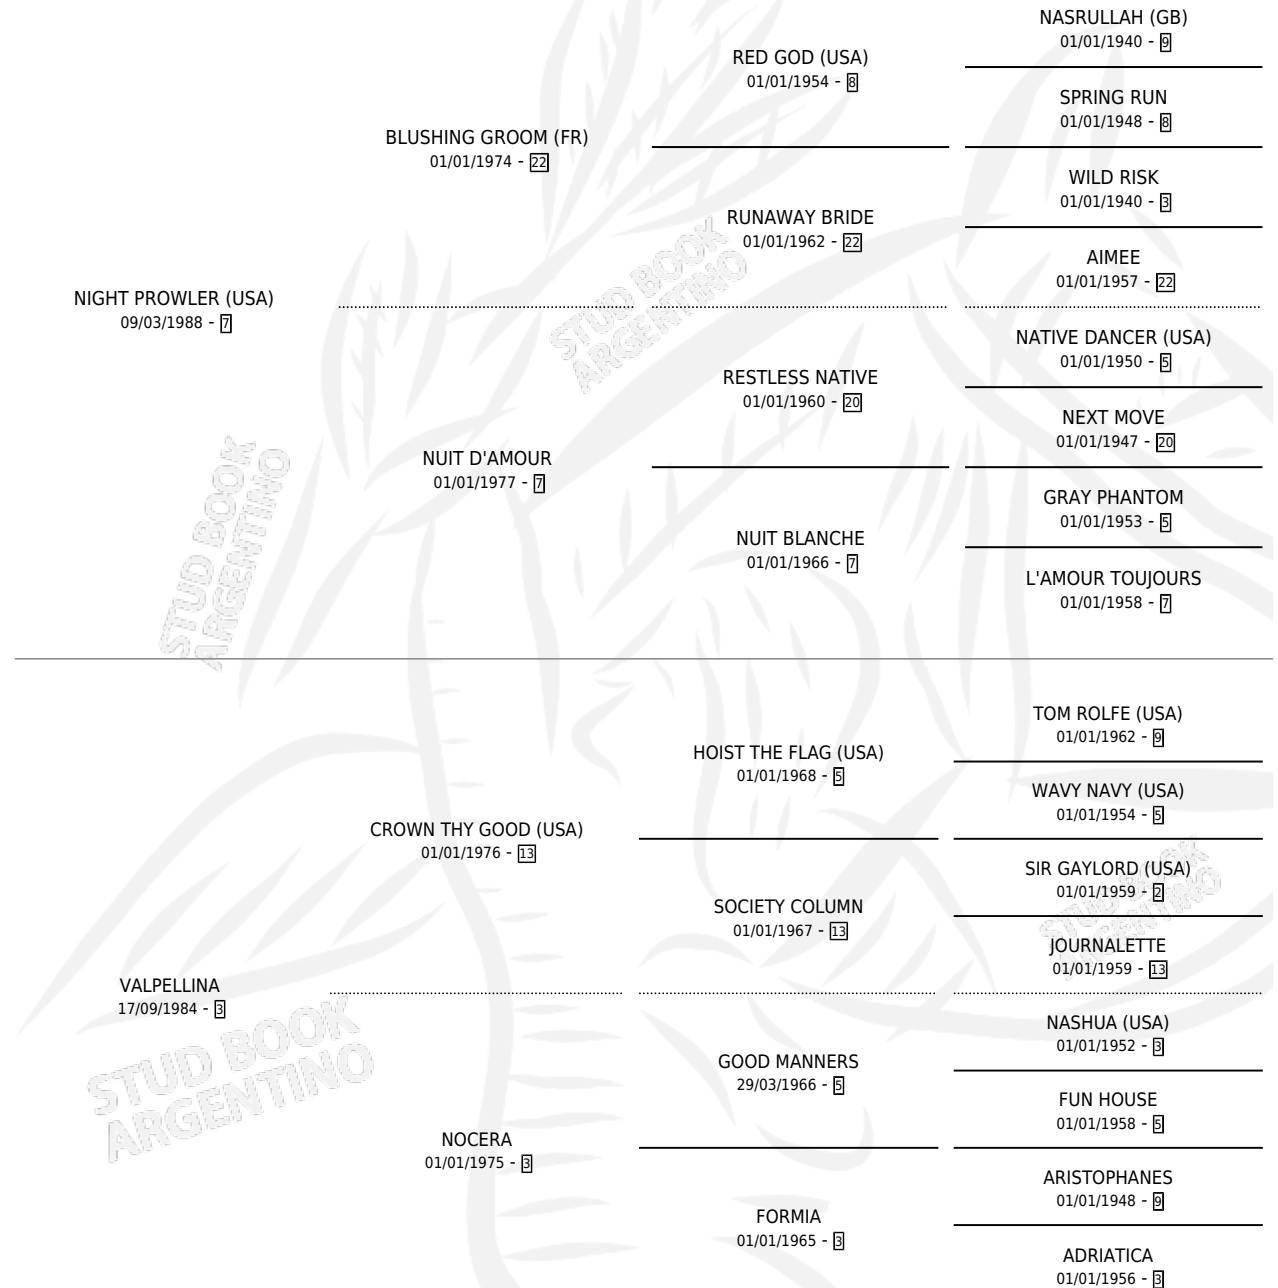 NASRULLAH (GB)
01/01/1940 - 9
RED GOD (USA)
01/01/1954 - 8
SPRING RUN
01/01/1948 - 8
BLUSHING GROOM (FR)
01/01/1974 - 22
WILD RISK
01/01/1940 - 3
RUNAWAY BRIDE
01/01/1962 - 22
AIMEE
01/01/1957 - 22
NIGHT PROWLER (USA)
09/03/1988 - 7
STUD BOOK
ARGENTINO
NATIVE DANCER (USA)
01/01/1950 - 5
RESTLESS NATIVE
01/01/1960 - 20
NEXT MOVE
01/01/1947 - 20
NUIT D'AMOUR
01/01/1977 - 7
GRAY PHANTOM
01/01/1953 - 5
NUIT BLANCHE
01/01/1966 - 7
L'AMOUR TOUJOURS
01/01/1958 - 7
STUD BOOK
ARGENTINO
TOM ROLFE (USA)
01/01/1962 - 9
HOIST THE FLAG (USA)
01/01/1968 - 5
WAVY NAVY (USA)
01/01/1954 - 5
CROWN THY GOOD (USA)
01/01/1976 - 13
SIR GAYLORD (USA)
01/01/1959 - 2
STUD BOOK
ARGENTINO
SOCIETY COLUMN
01/01/1967 - 13
JOURNALETTE
01/01/1959 - 13
VALPELLINA
17/09/1984 - 3
STUD BOOK
ARGENTINO
NASHUA (USA)
01/01/1952 - 3
GOOD MANNERS
29/03/1966 - 5
FUN HOUSE
01/01/1958 - 5
NOCERA
01/01/1975 - 3
ARISTOPHANES
01/01/1948 - 9
FORMIA
01/01/1965 - 3
ADRIATICA
01/01/1956 - 3